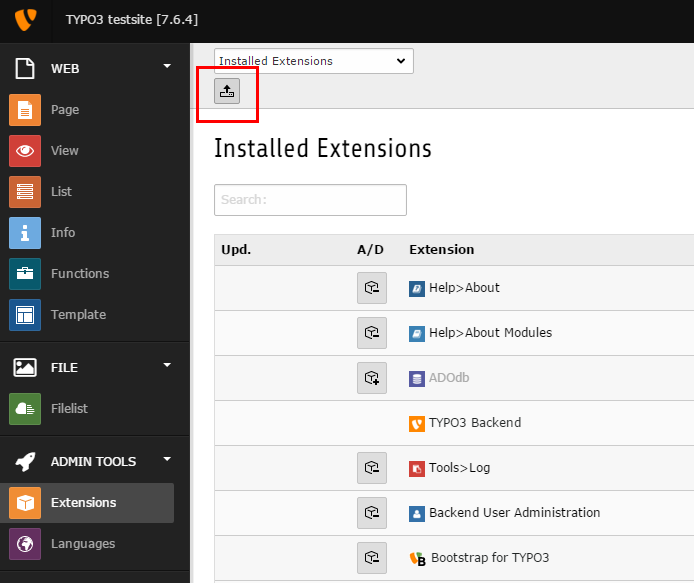 TYPO3 testsite [7.6.4]
WEB
Page
View
List
Info
Functions
Template
FILE
Filelist
ADMIN TOOLS
Extensions
Languages
Installed Extensions
Installed Extensions
Search:
Upd. A/D Extension
Help>About
Help>About Modules
ADOdb
TYPO3 Backend
Tools>Log
Backend User Administration
Bootstrap for TYPO3